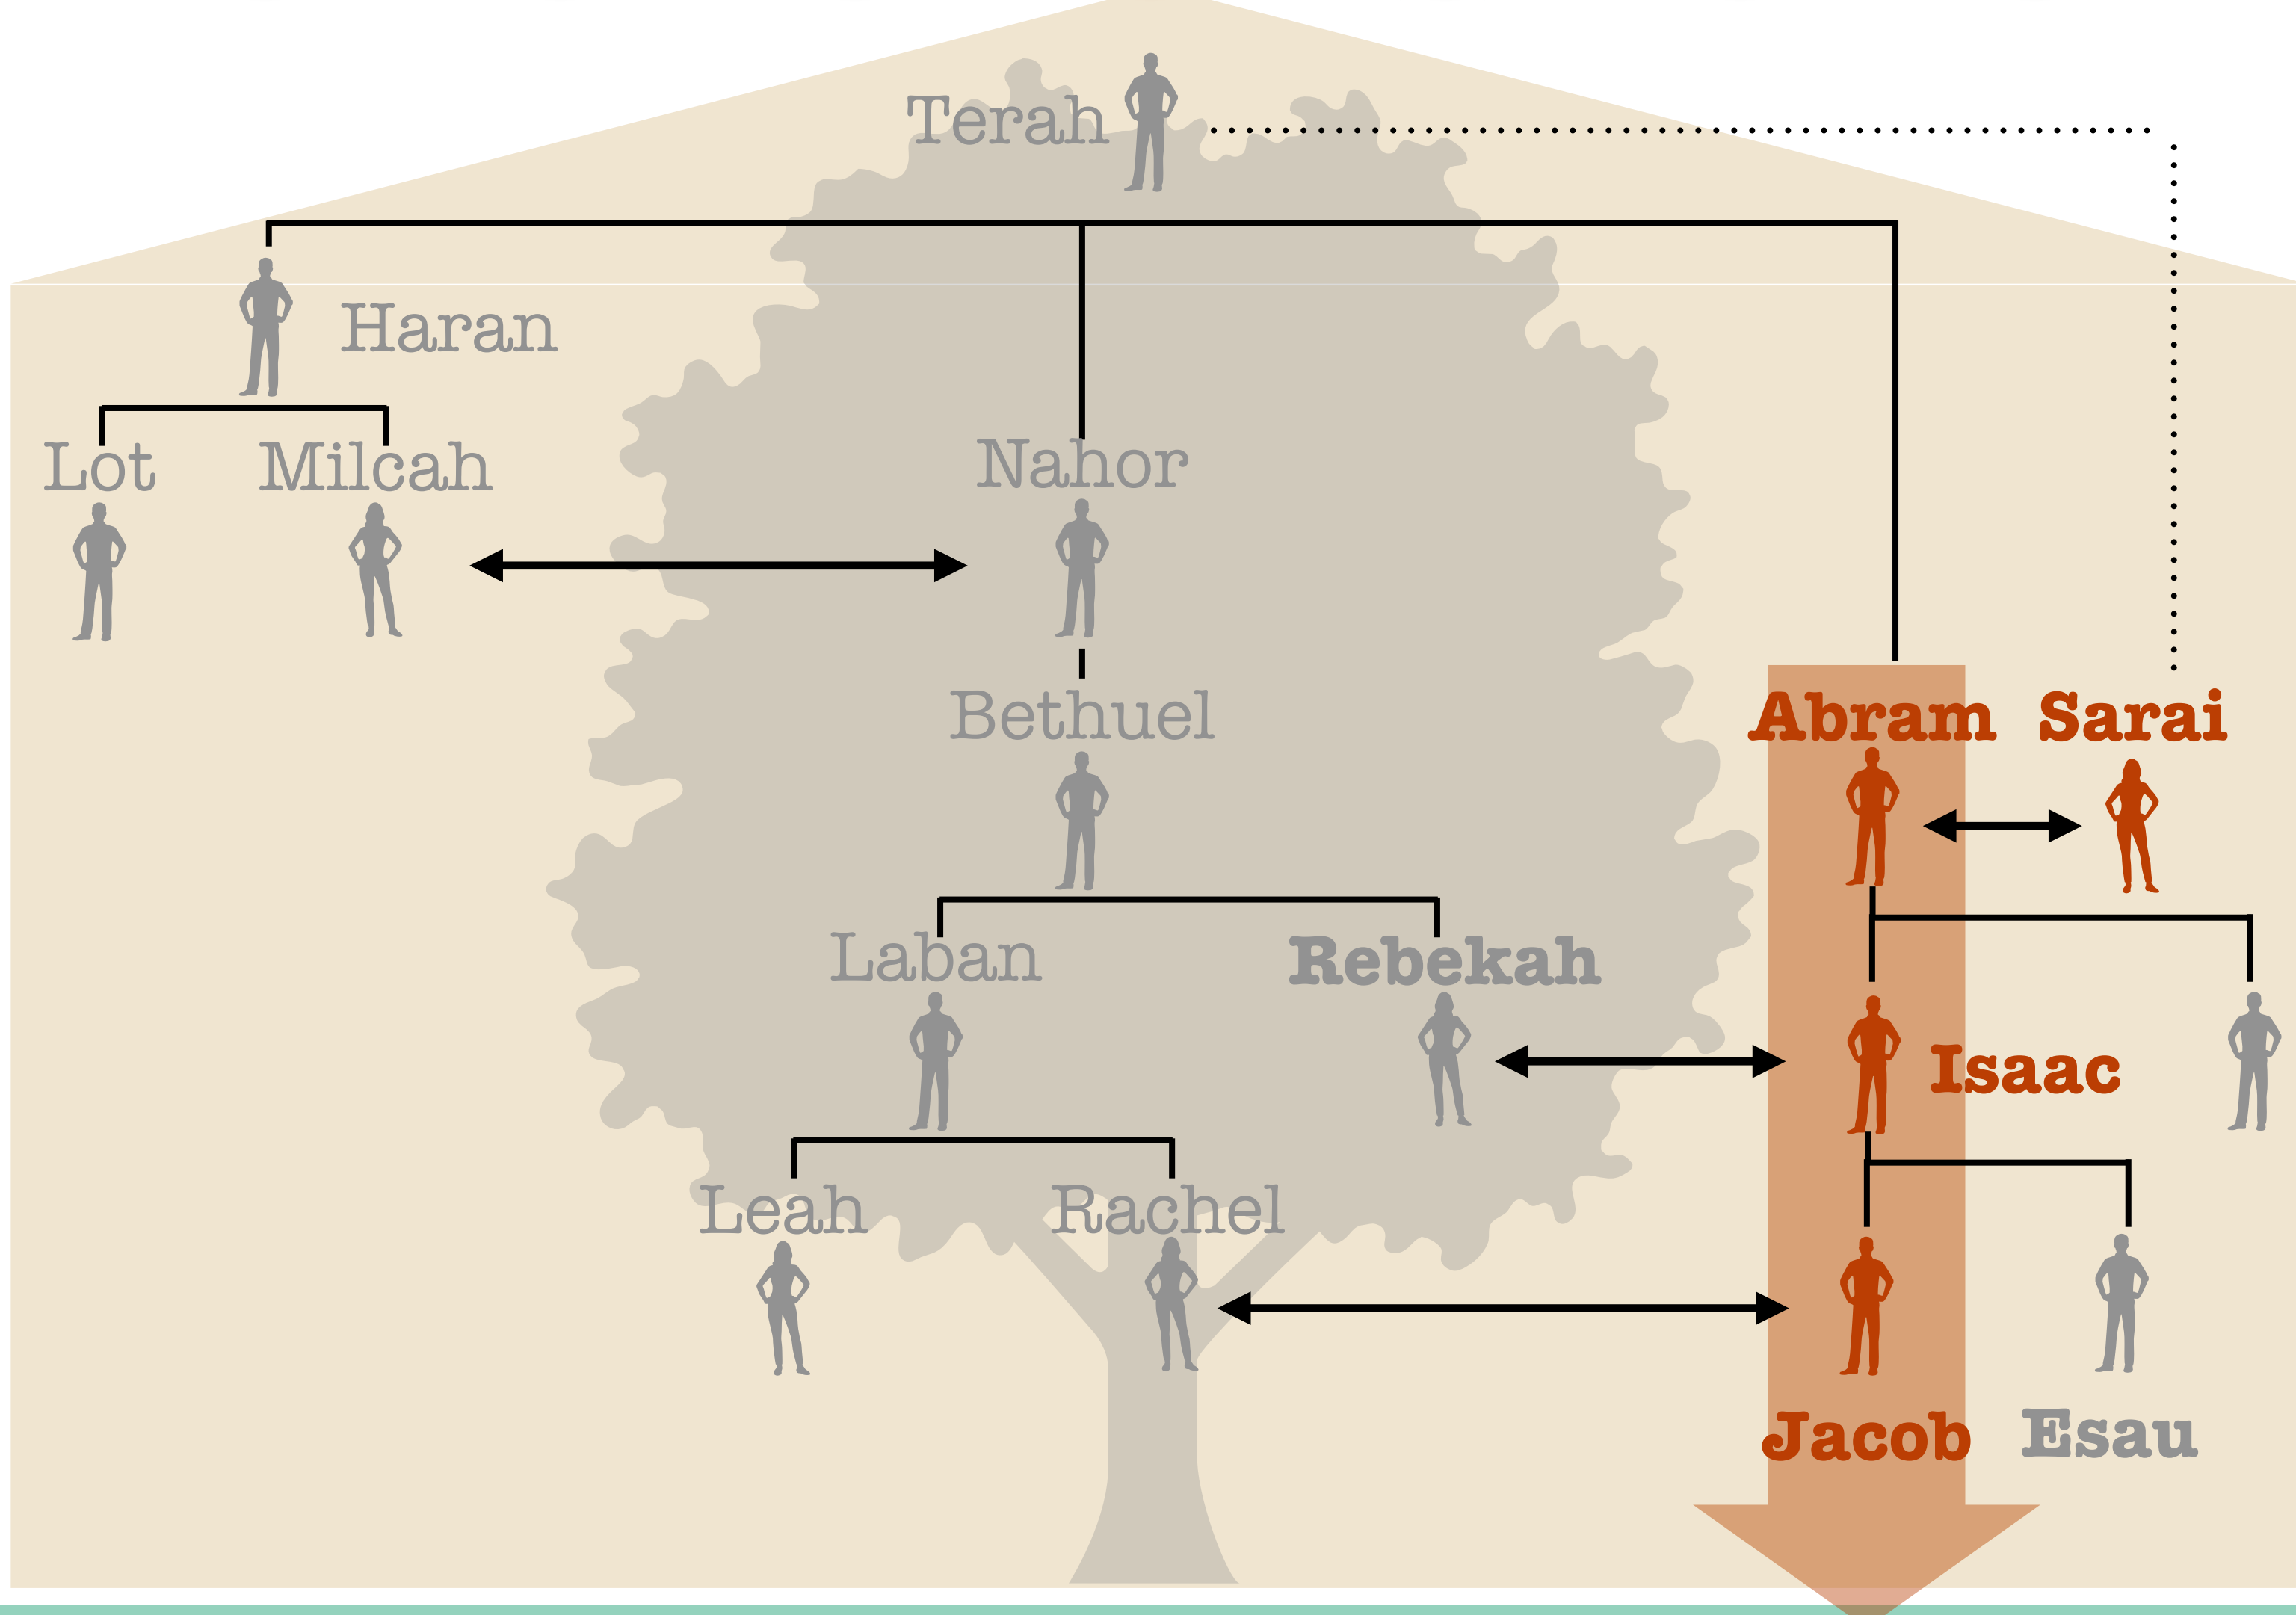 Terah
Haran
Lot Milcah Nahor
Bethuel Abram Sarai
Laban Rebekah
Isaac
Leah Rachel
Jacob Esau